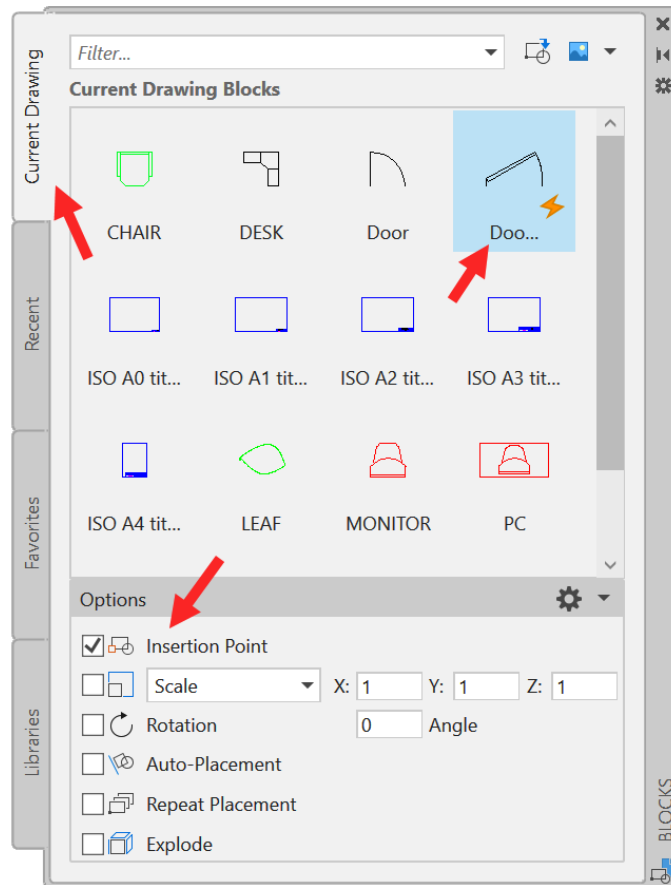 Filter...
Current Drawing Blocks
CHAIR DESK Door Doo...
ISO A0 tit... ISO A1 tit... ISO A2 tit... ISO A3 tit...
ISO A4 tit... LEAF MONITOR PC
Options
Insertion Point
Scale X: 1 Y: 1 Z: 1
Rotation 0 Angle
Auto-Placement
Repeat Placement
Explode
Current Drawing
Recent
Favorites
Libraries
BLOCKS